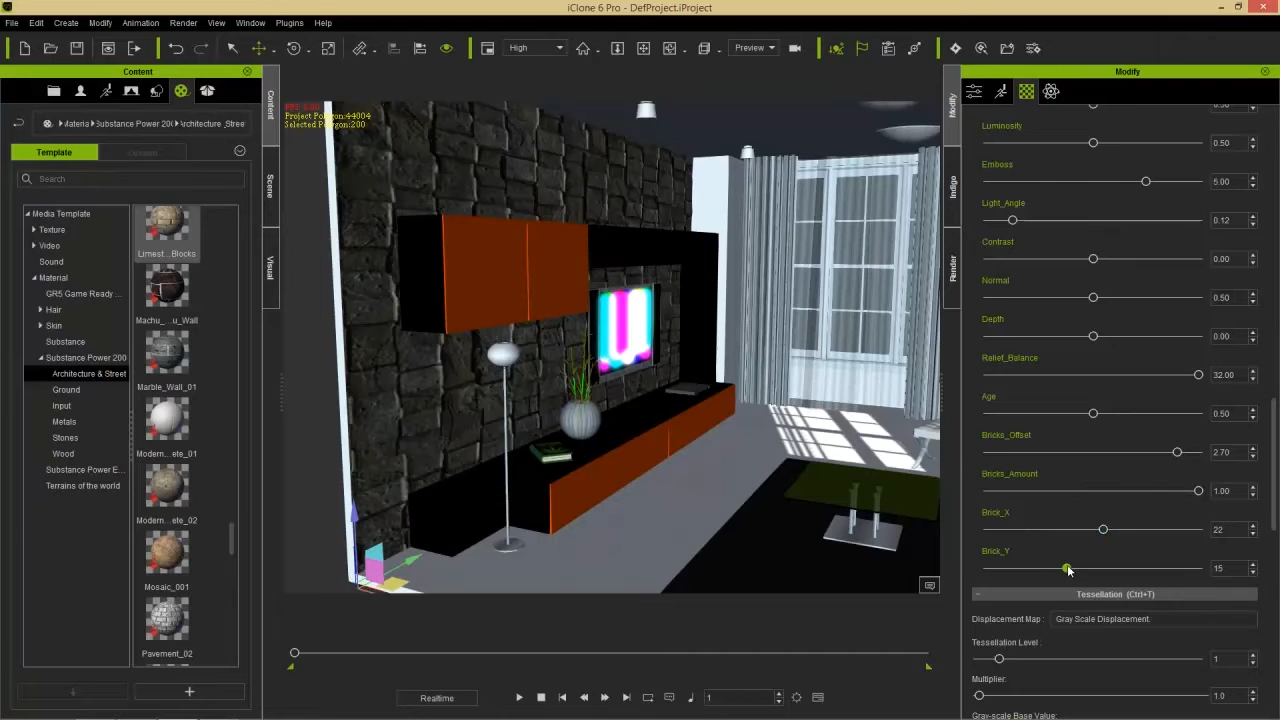 iClone 6 Pro - DefProject.iProject
File Edit Create Modify Animation Render View Window Plugins Help
High Preview
Content
Template
Search
Media Template
Texture
Video
Sound
Material
GR5 Game Ready ...
Hair
Skin
Substance
Substance Power 200
Architecture & Street
Ground
Input
Metals
Stones
Wood
Substance Power E...
Terrains of the world
Limest...Blocks
Machu_..._u_Wall
Marble_Wall_01
Modern...ete_01
Modern...ete_02
Mosaic_001
Pavement_02
Content
Scene
Visual
Project Polygon:44004
Selected Polygon:200
Realtime
1
Modify
Indigo
Render
Modify
Luminosity
0.50
Emboss
5.00
Light_Angle
0.12
Contrast
0.00
Normal
0.50
Depth
0.00
Relief_Balance
32.00
Age
0.50
Bricks_Offset
2.70
Bricks_Amount
1.00
Brick_X
22
Brick_Y
15
Tessellation (Ctrl+T)
Displacement Map : Gray Scale Displacement.
Tessellation Level :
1
Multiplier:
1.0
Gray-scale Base Value: